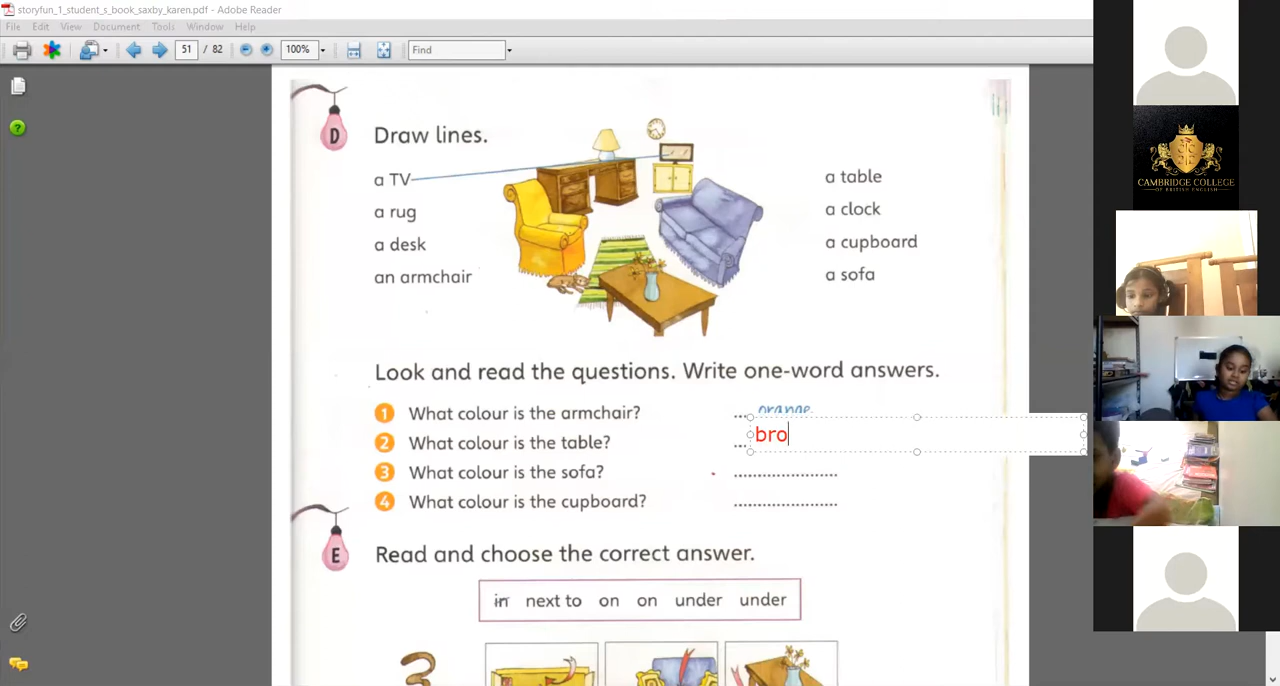 storyfun_1_student_s_book_saxby_karen.pdf - Adobe Reader
File Edit View Document Tools Window Help
51 / 82 100% Find
D Draw lines.
a TV
a rug
a desk
an armchair
a table
a clock
a cupboard
a sofa
Look and read the questions. Write one-word answers.
1 What colour is the armchair? orange.
2 What colour is the table? bro
3 What colour is the sofa?
4 What colour is the cupboard?
E Read and choose the correct answer.
in next to on on under under
CAMBRIDGE COLLEGE
OF BRITISH ENGLISH